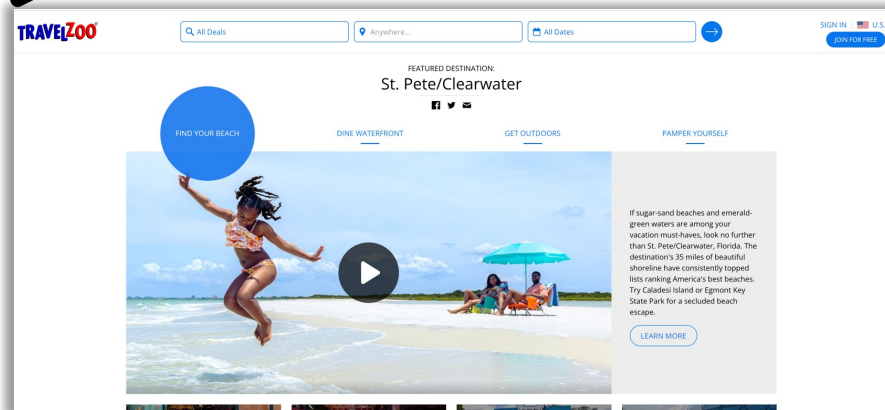 TRAVELZOO®
All Deals
Anywhere...
All Dates
SIGN IN
U.S.
JOIN FOR FREE
FEATURED DESTINATION:
St. Pete/Clearwater
FIND YOUR BEACH
DINE WATERFRONT
GET OUTDOORS
PAMPER YOURSELF
If sugar-sand beaches and emerald-
green waters are among your
vacation must-haves, look no further
than St. Pete/Clearwater, Florida. The
destination's 35 miles of beautiful
shoreline have consistently topped
lists ranking America's best beaches.
Try Caladesi Island or Egmont Key
State Park for a secluded beach
escape.
LEARN MORE